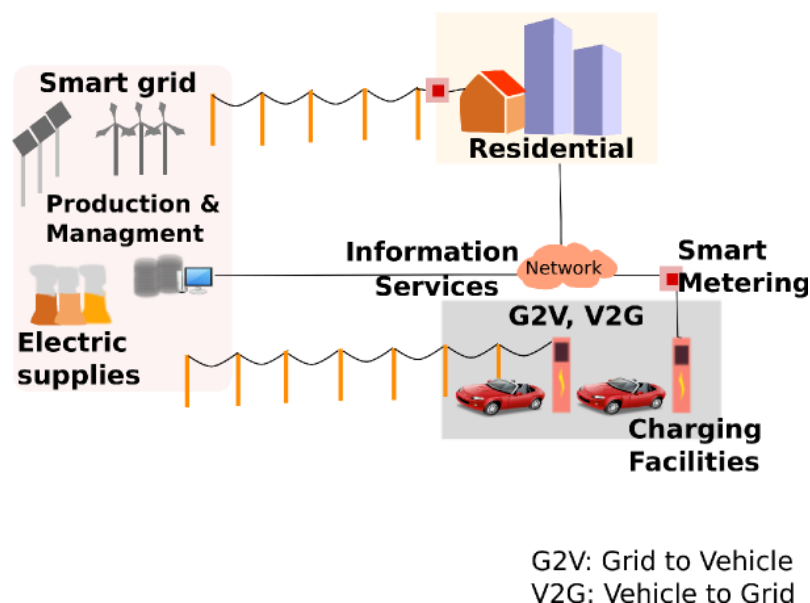 Smart grid
Production &
Managment
Electric
supplies
Residential
Information
Services
Network
Smart
Metering
G2V, V2G
Charging
Facilities
G2V: Grid to Vehicle
V2G: Vehicle to Grid